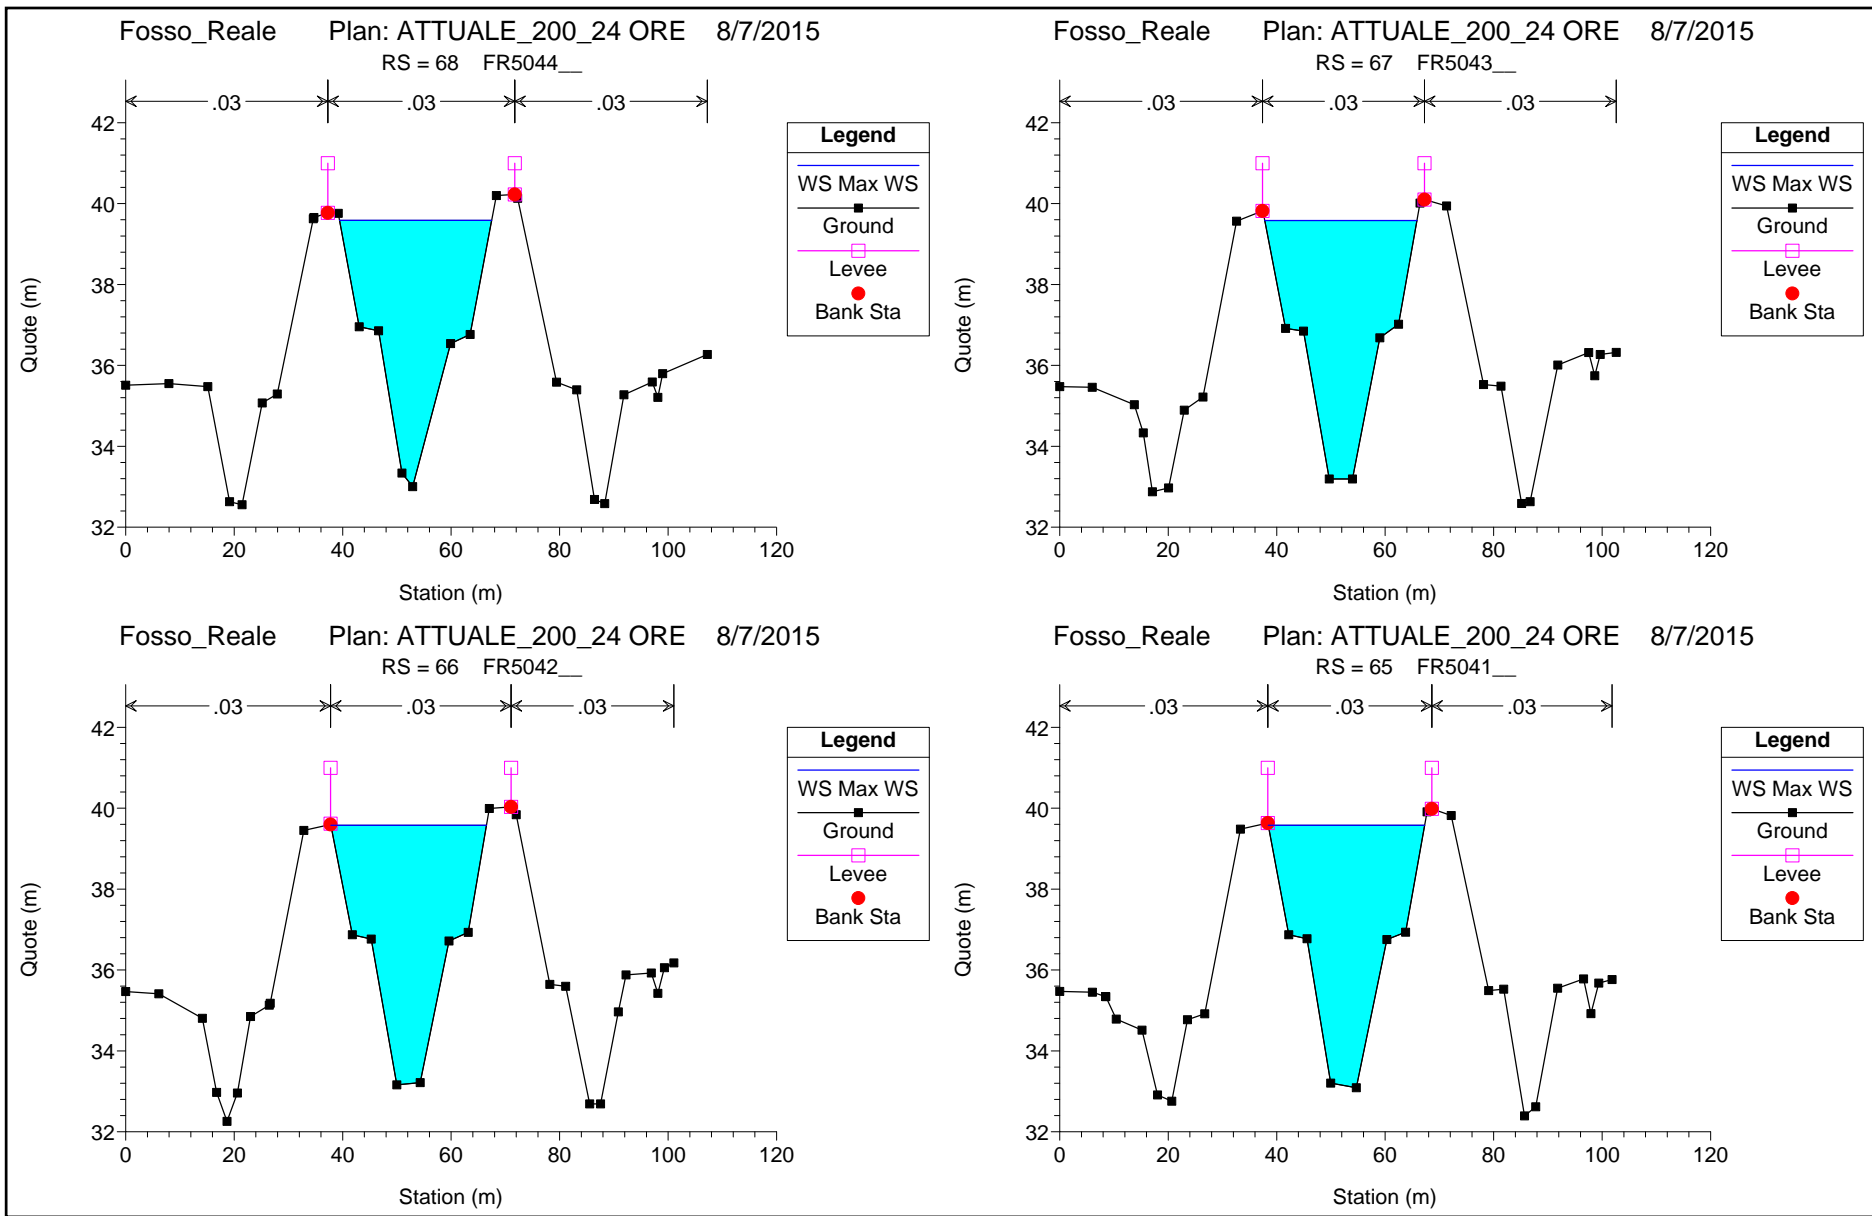 Fosso_Reale Plan: ATTUALE_200_24 ORE 8/7/2015
RS = 68 FR5044__
.03 .03 .03
42
40
38
36
34
32
0 20 40 60 80 100 120
Station (m)
Quote (m)
Legend
WS Max WS
Ground
Levee
Bank Sta
Fosso_Reale Plan: ATTUALE_200_24 ORE 8/7/2015
RS = 67 FR5043__
.03 .03 .03
42
40
38
36
34
32
0 20 40 60 80 100 120
Station (m)
Quote (m)
Legend
WS Max WS
Ground
Levee
Bank Sta
Fosso_Reale Plan: ATTUALE_200_24 ORE 8/7/2015
RS = 66 FR5042__
.03 .03 .03
42
40
38
36
34
32
0 20 40 60 80 100 120
Station (m)
Quote (m)
Legend
WS Max WS
Ground
Levee
Bank Sta
Fosso_Reale Plan: ATTUALE_200_24 ORE 8/7/2015
RS = 65 FR5041__
.03 .03 .03
42
40
38
36
34
32
0 20 40 60 80 100 120
Station (m)
Quote (m)
Legend
WS Max WS
Ground
Levee
Bank Sta